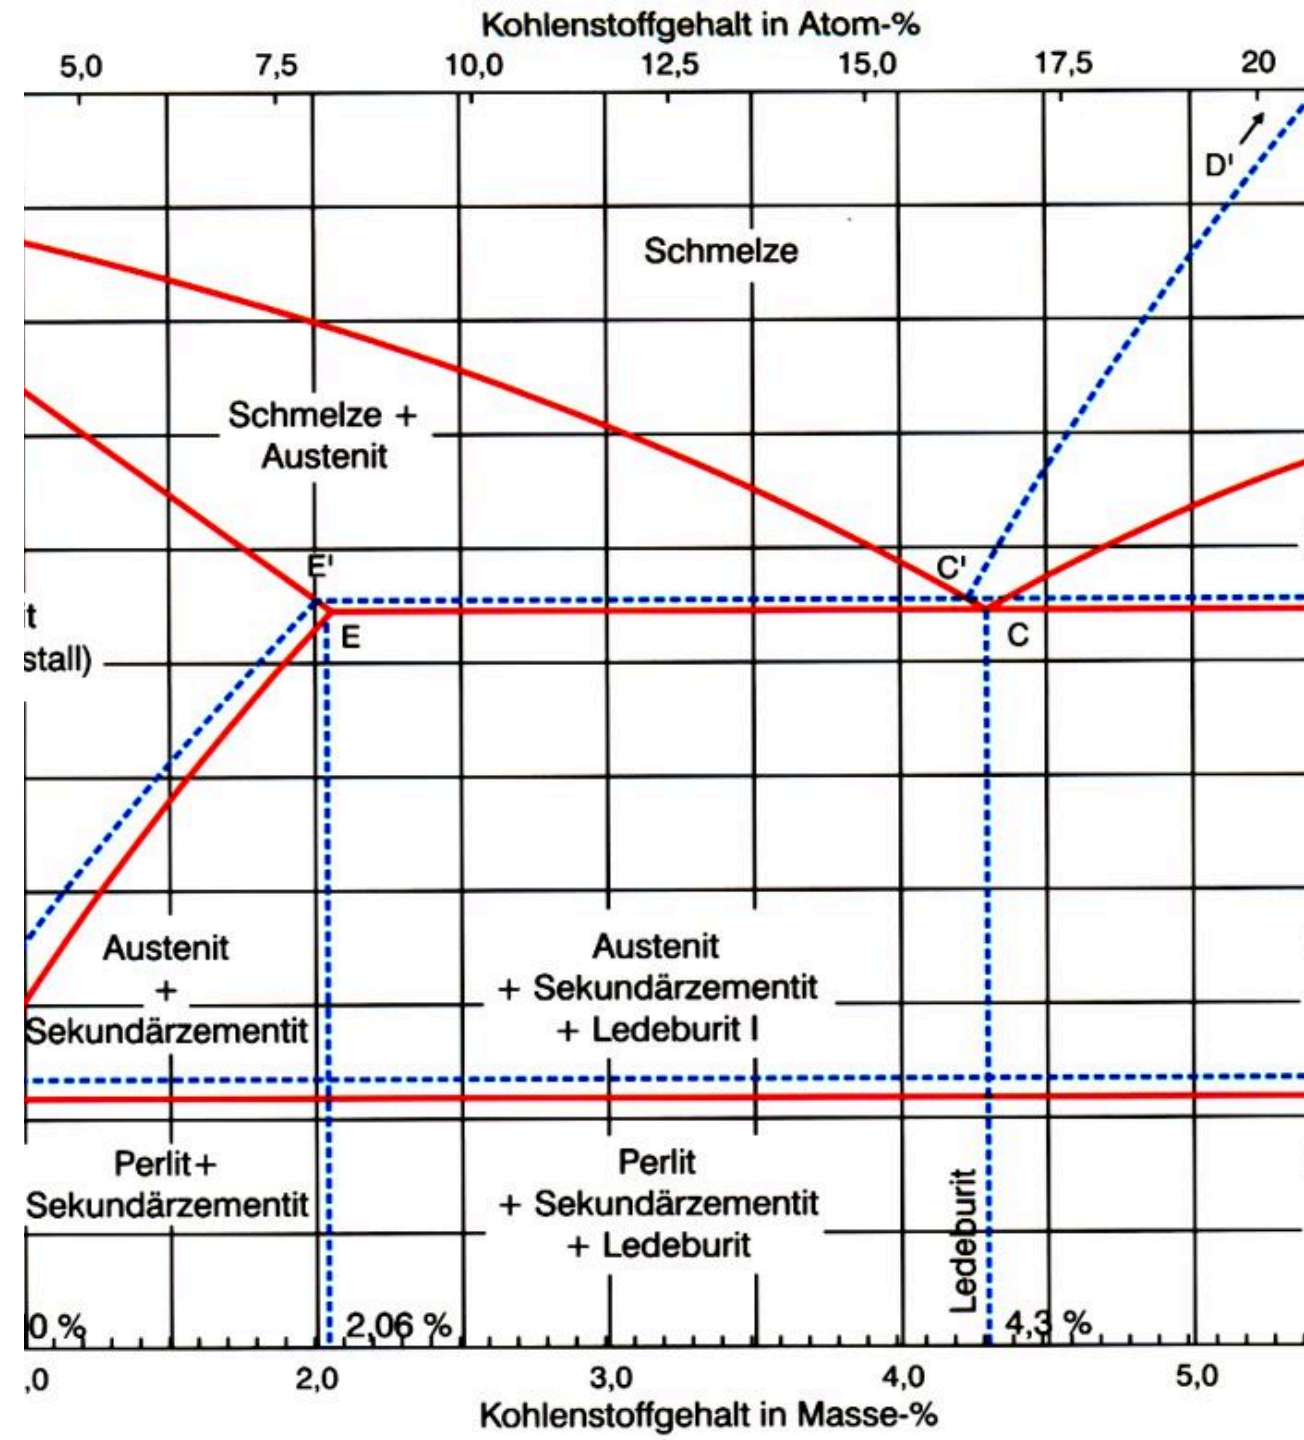 Kohlenstoffgehalt in Atom-%
5,0 7,5 10,0 12,5 15,0 17,5 20
D'
Schmelze
Schmelze +
Austenit
E'
C'
t
E
C
stall)
Austenit
+
Sekundärzementit
Austenit
+ Sekundärzementit
+ Ledeburit I
Perlit+
Sekundärzementit
Perlit
+ Sekundärzementit
+ Ledeburit
Ledeburit
0 % 2,06 % 4,3 %
,0 2,0 3,0 4,0 5,0
Kohlenstoffgehalt in Masse-%